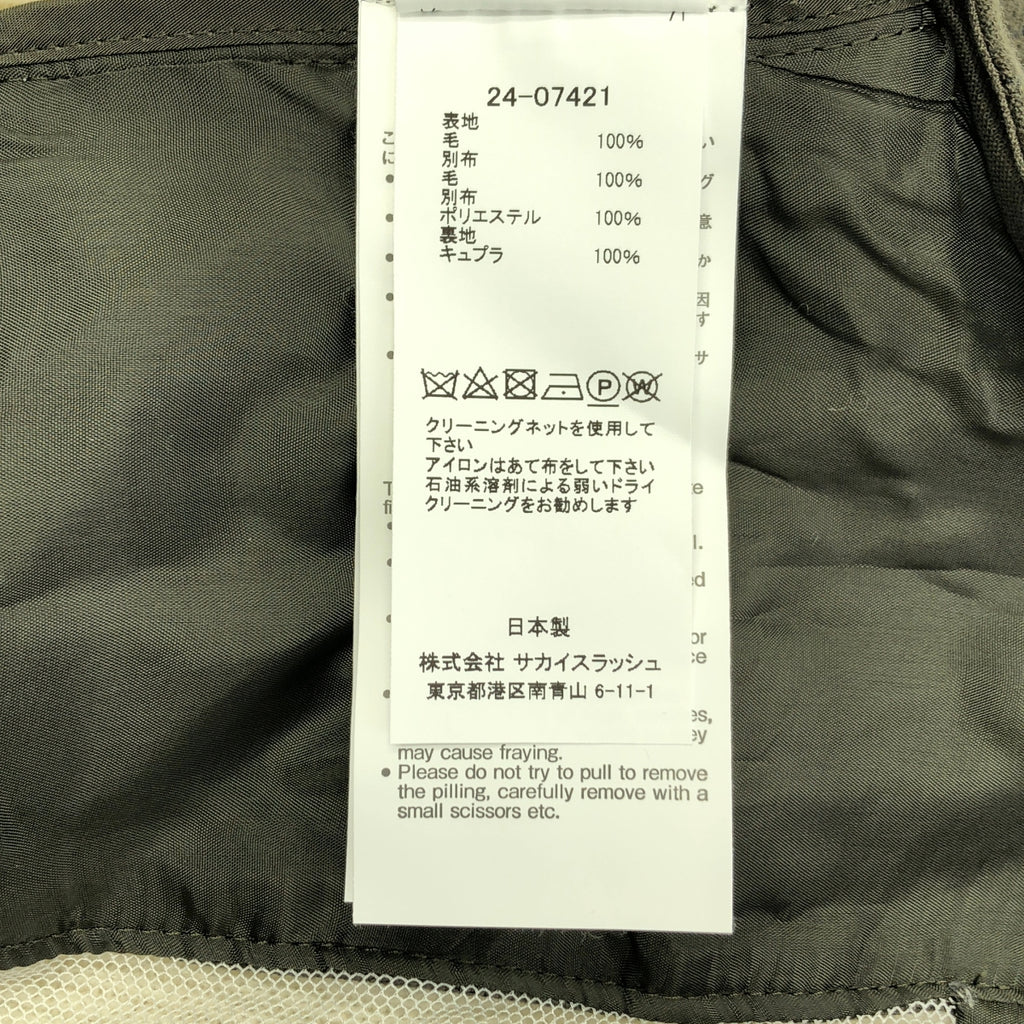 24-07421
表地
毛 100%
別布
毛 100%
別布
ポリエステル 100%
裏地
キュプラ 100%
P W
クリーニングネットを使用して
下さい
アイロンはあて布をして下さい
石油系溶剤による弱いドライ
クリーニングをお勧めします
日本製
株式会社 サカイスラッシュ
東京都港区南青山 6-11-1
may cause fraying.
● Please do not try to pull to remove
the pilling, carefully remove with a
small scissors etc.